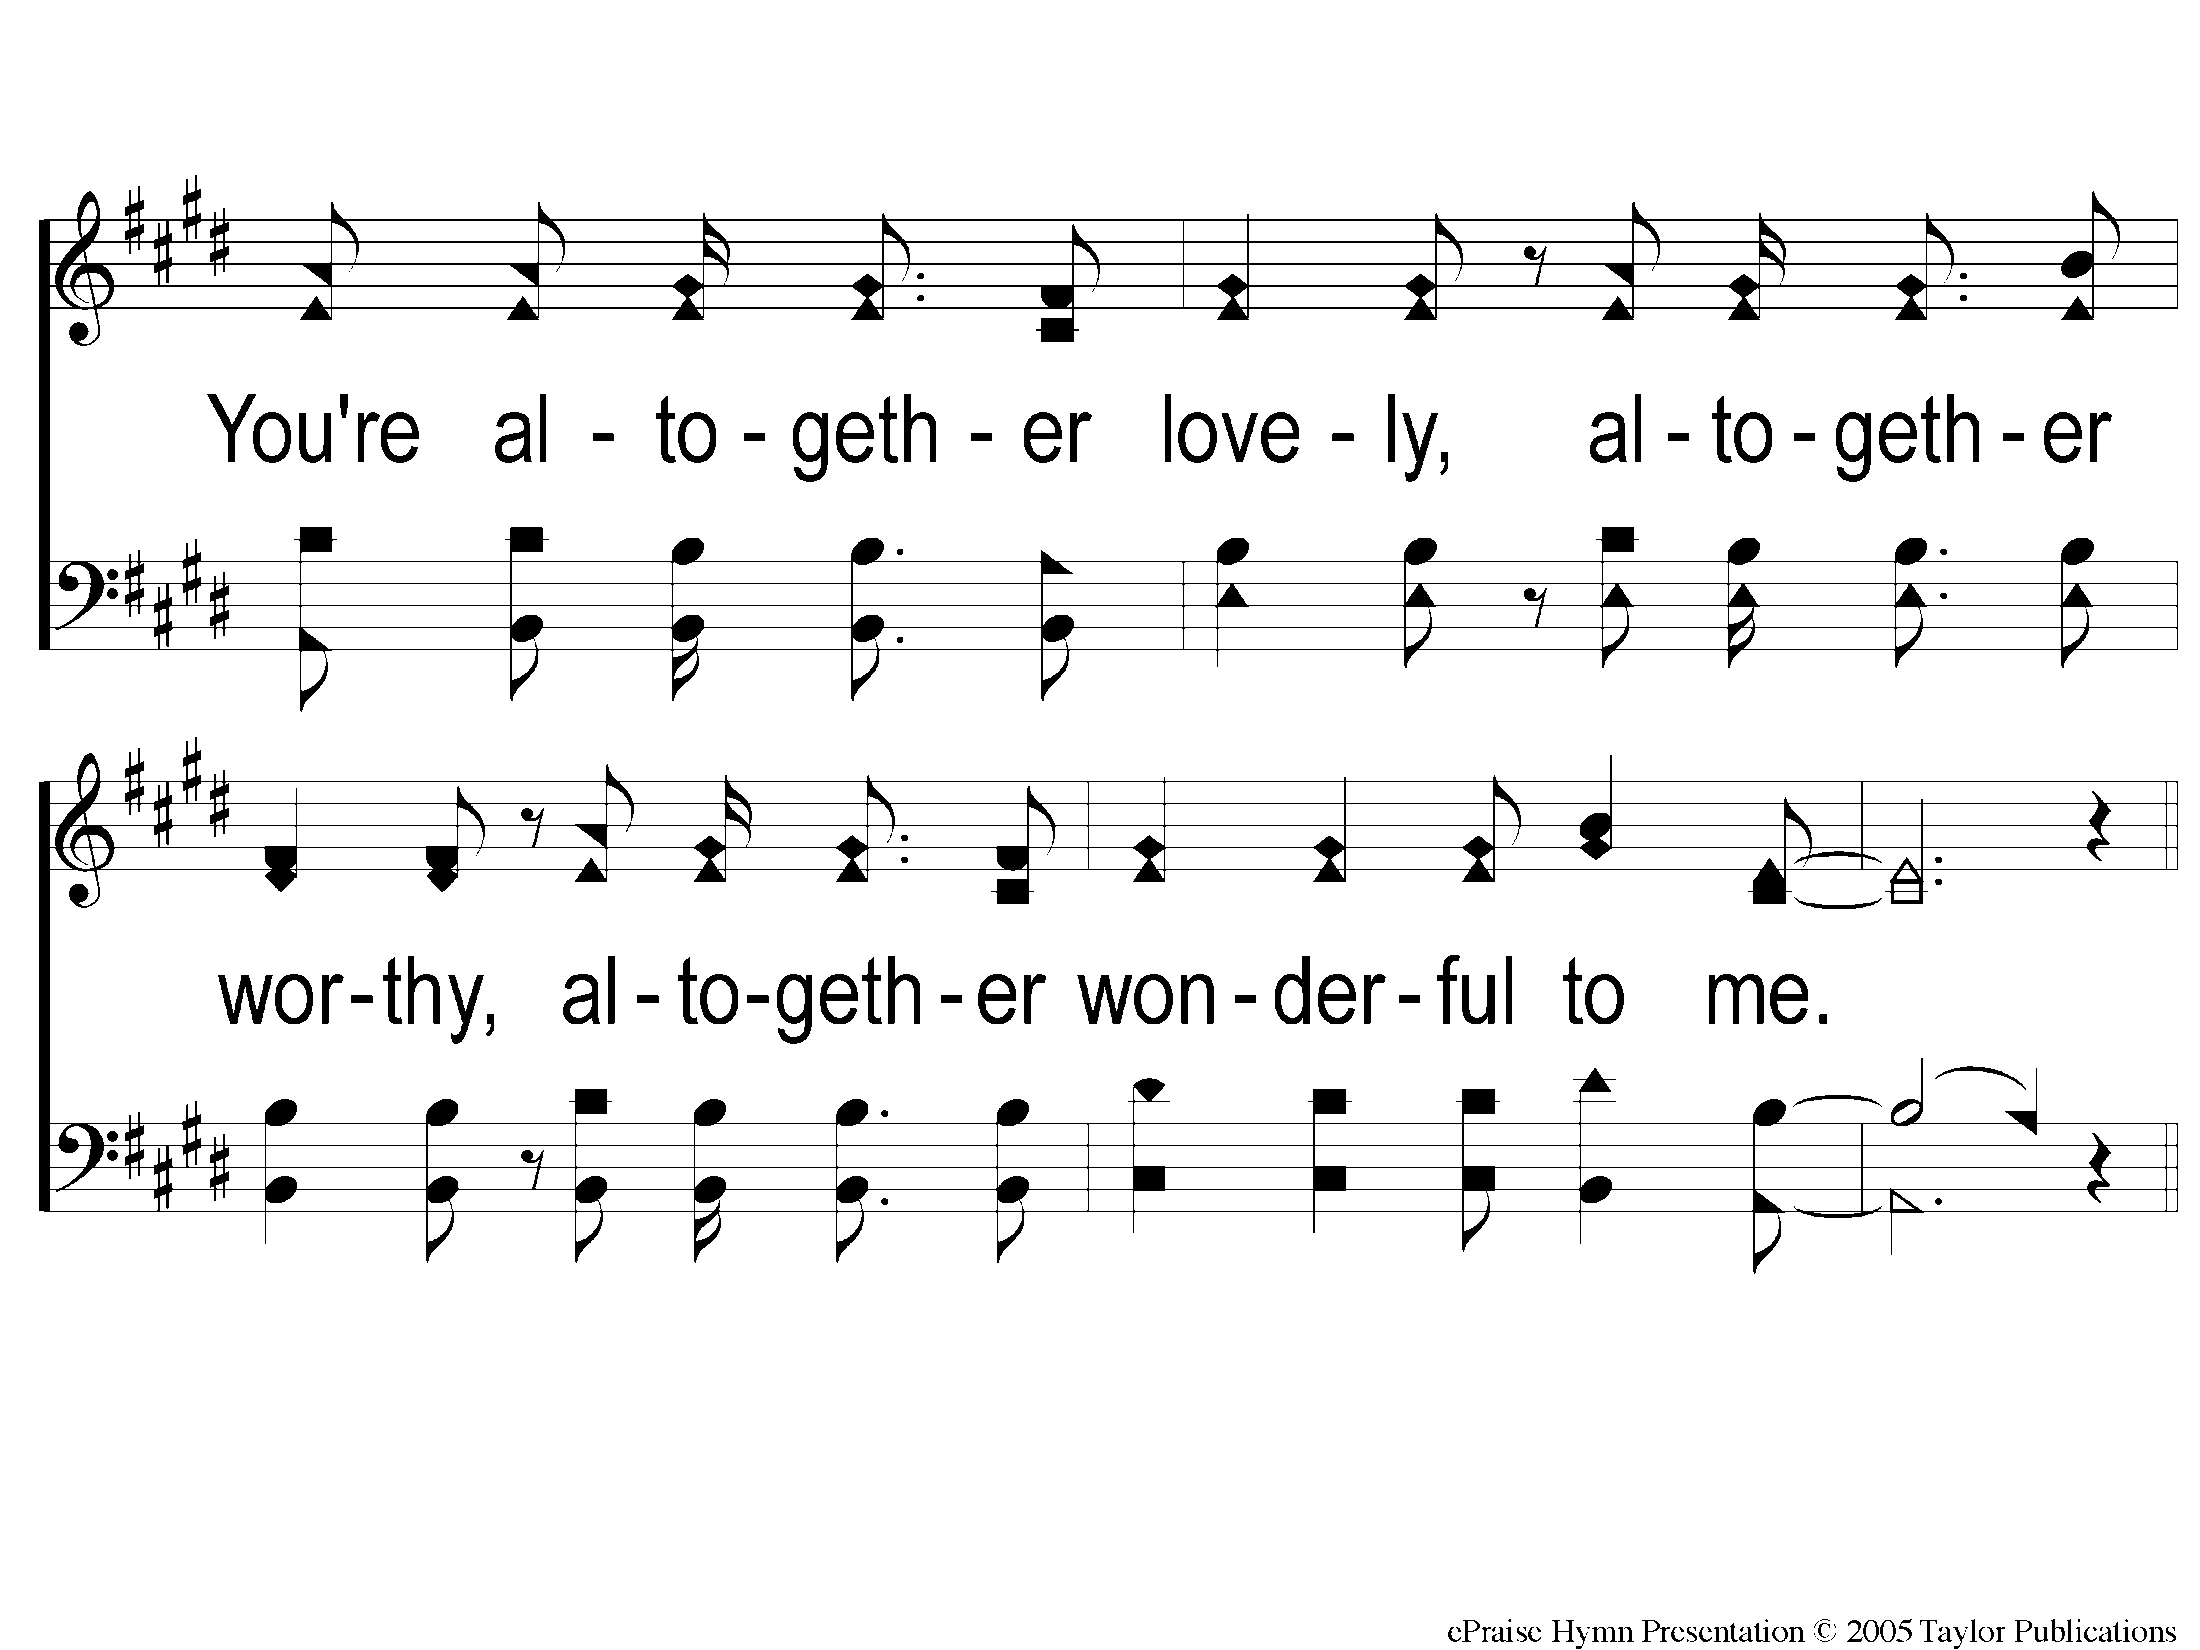 You're al - to - geth - er love - ly, al - to - geth - er
wor - thy, al - to - geth - er won - der - ful to me.
ePraise Hymn Presentation © 2005 Taylor Publications